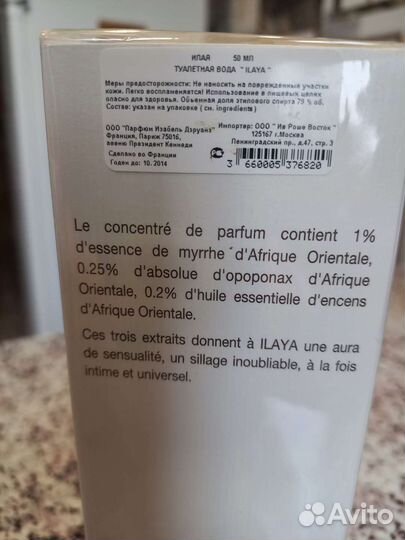 ИЛАЯ 50 МЛ
ТУАЛЕТНАЯ ВОДА " ILAYA "
Меры предосторожности: Не наносить на поврежденные участки
кожи. Легко воспламеняется! Использование в пищевых целях
опасно для здоровья. Объемная доля этилового спирта 79 % об.
Состав: указан на упаковке ( см. ingredients )
ООО "Парфюм Изабель Дэруанэ"
Франция, Париж 75016,
авеню Президент Кеннеди
Сделано во Франции
Годен до: 10. 2014
Импортер: ООО " Ив Роше Восток "
125167 г.Москва
Ленинградский пр., д.47, стр. 3
3 660005 376820
Le concentré de parfum contient 1%
d'essence de myrrhe d'Afrique Orientale,
0.25% d'absolue d'opoponax d'Afrique
Orientale, 0.2% d'huile essentielle d'encens
d'Afrique Orientale.
Ces trois extraits donnent à ILAYA une aura
de sensualité, un sillage inoubliable, à la fois
intime et universel.
Avito